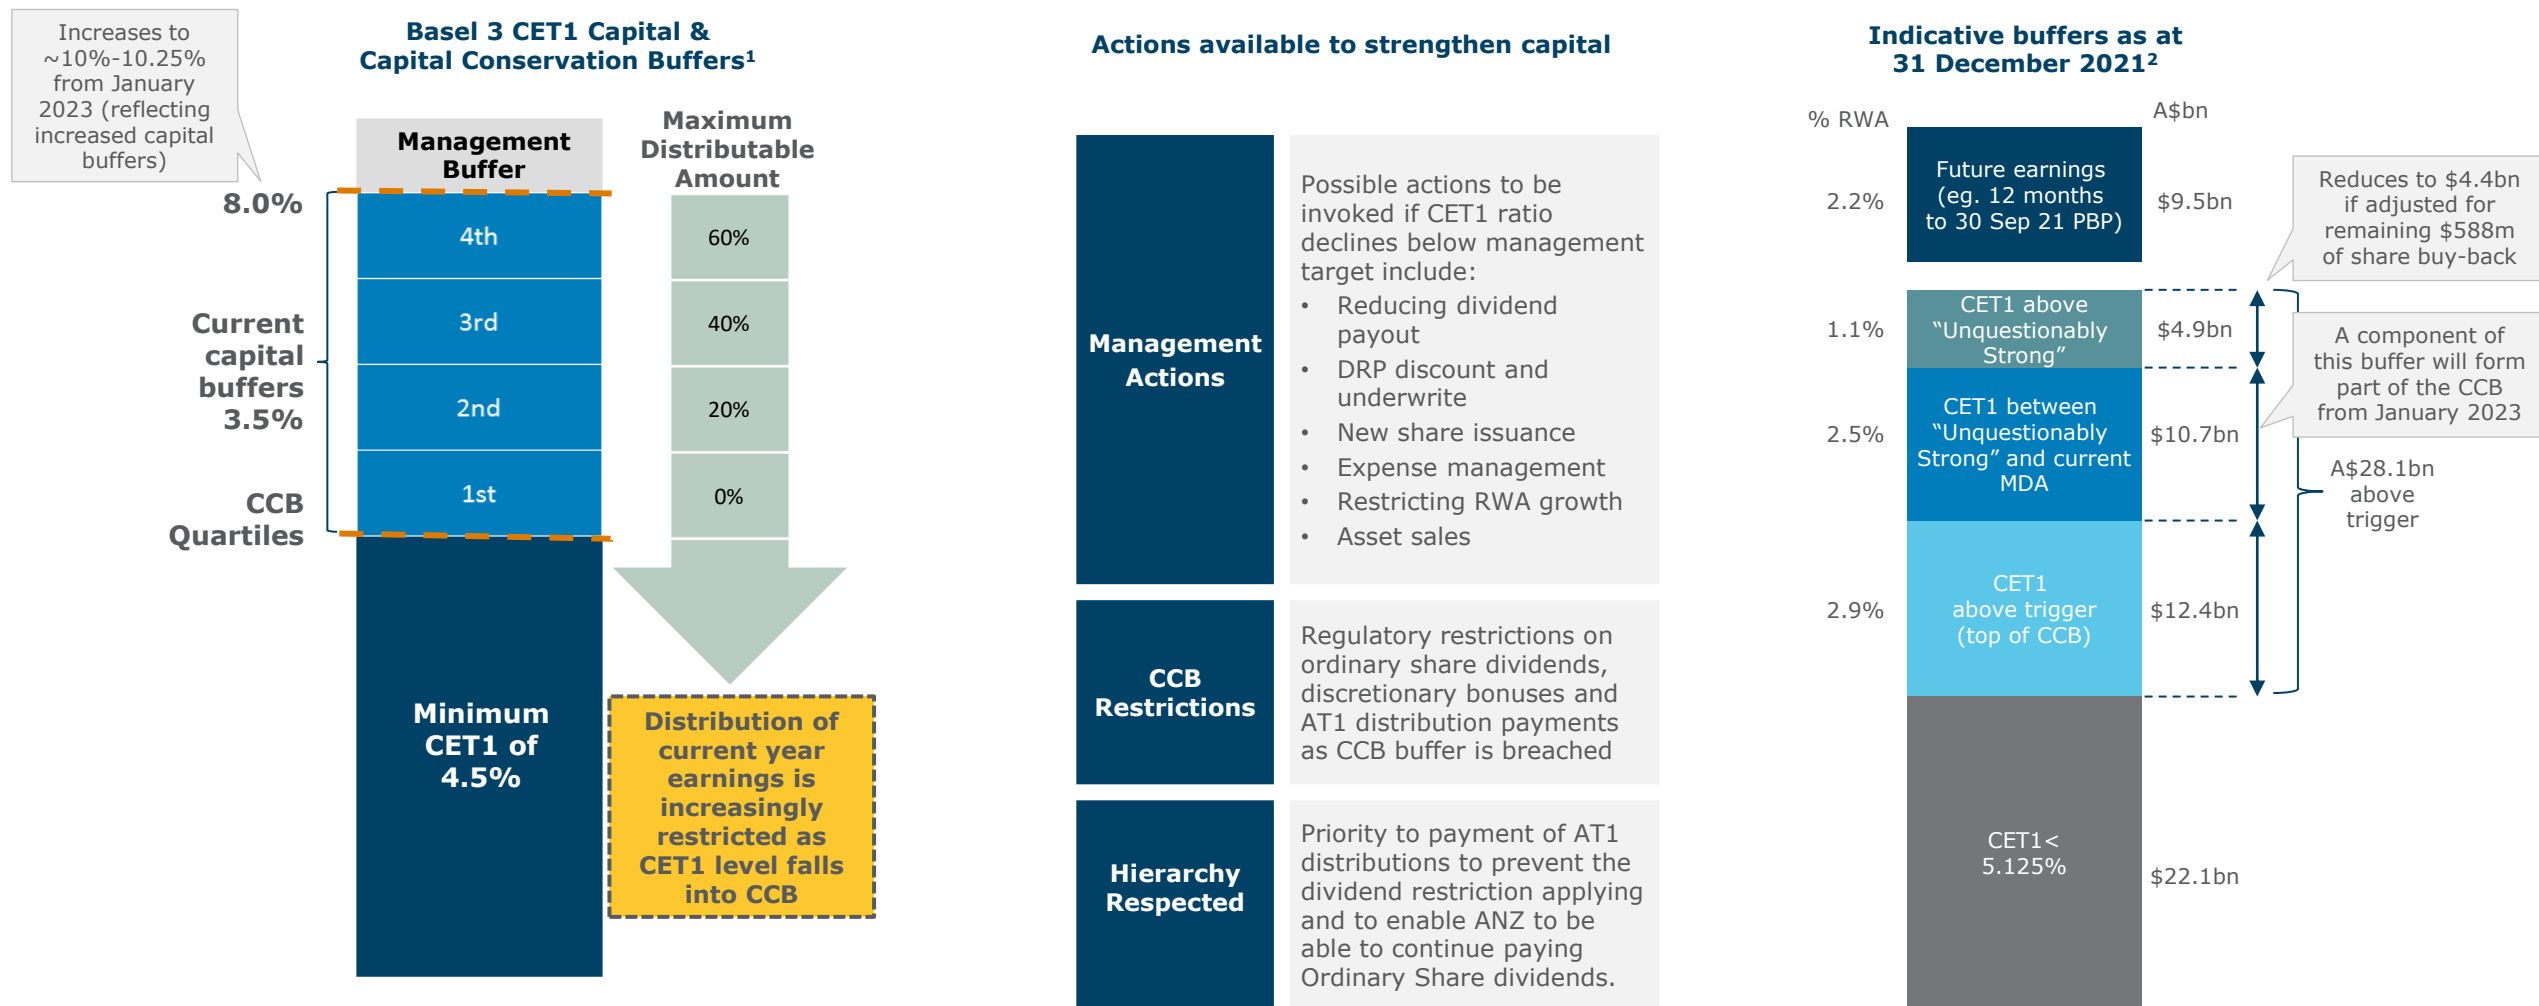 Increases to
~10%-10.25%
from January
2023 (reflecting
increased capital
buffers)
Basel 3 CET1 Capital &
Capital Conservation Buffers¹
Management
Buffer
Maximum
Distributable
Amount
8.0%
4th
60%
3rd
40%
Current
capital
buffers
3.5%
2nd
20%
1st
0%
CCB
Quartiles
Minimum
CET1 of
4.5%
Distribution of
current year
earnings is
increasingly
restricted as
CET1 level falls
into CCB
Actions available to strengthen capital
Management
Actions
Possible actions to be
invoked if CET1 ratio
declines below management
target include:
• Reducing dividend
payout
• DRP discount and
underwrite
• New share issuance
• Expense management
• Restricting RWA growth
• Asset sales
CCB
Restrictions
Regulatory restrictions on
ordinary share dividends,
discretionary bonuses and
AT1 distribution payments
as CCB buffer is breached
Hierarchy
Respected
Priority to payment of AT1
distributions to prevent the
dividend restriction applying
and to enable ANZ to be
able to continue paying
Ordinary Share dividends.
Indicative buffers as at
31 December 2021²
% RWA
A$bn
2.2%
Future earnings
(eg. 12 months
to 30 Sep 21 PBP)
$9.5bn
Reduces to $4.4bn
if adjusted for
remaining $588m
of share buy-back
1.1%
CET1 above
“Unquestionably
Strong”
$4.9bn
A component of
this buffer will form
part of the CCB
from January 2023
2.5%
CET1 between
“Unquestionably
Strong” and current
MDA
$10.7bn
A$28.1bn
above
trigger
2.9%
CET1
above trigger
(top of CCB)
$12.4bn
CET1<
5.125%
$22.1bn